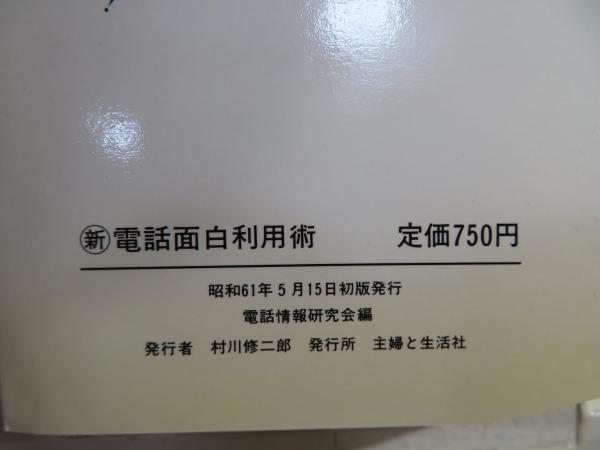 ㊟新電話面白利用術 定価750円
昭和61年5月15日初版発行
電話情報研究会編
発行者 村川修二郎 発行所 主婦と生活社